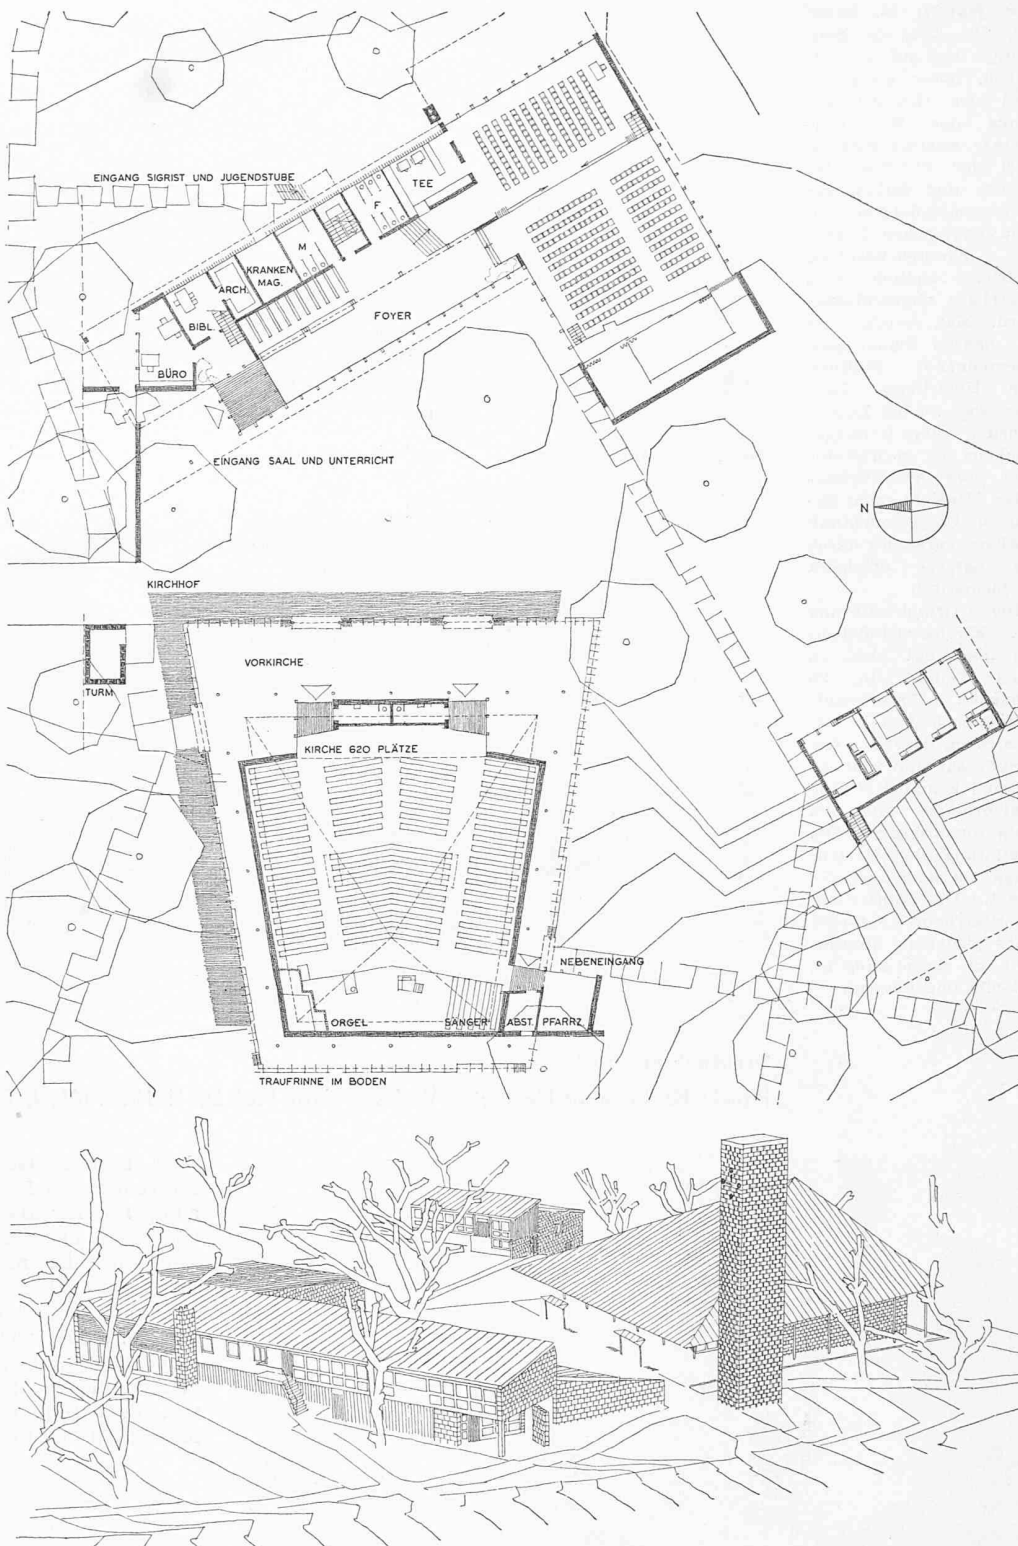 EINGANG SIGRIST UND JUGENDSTUBE
TEE
F
M
KRANKEN
MAG.
ARCH.
BIBL.
BÜRO
FOYER
EINGANG SAAL UND UNTERRICHT
N
KIRCHHOF
VORKIRCHE
TURM
KIRCHE 620 PLÄTZE
NEBENEINGANG
ORGEL
SÄNGER
ABST.
PFARRZ.
TRAUFRINNE IM BODEN